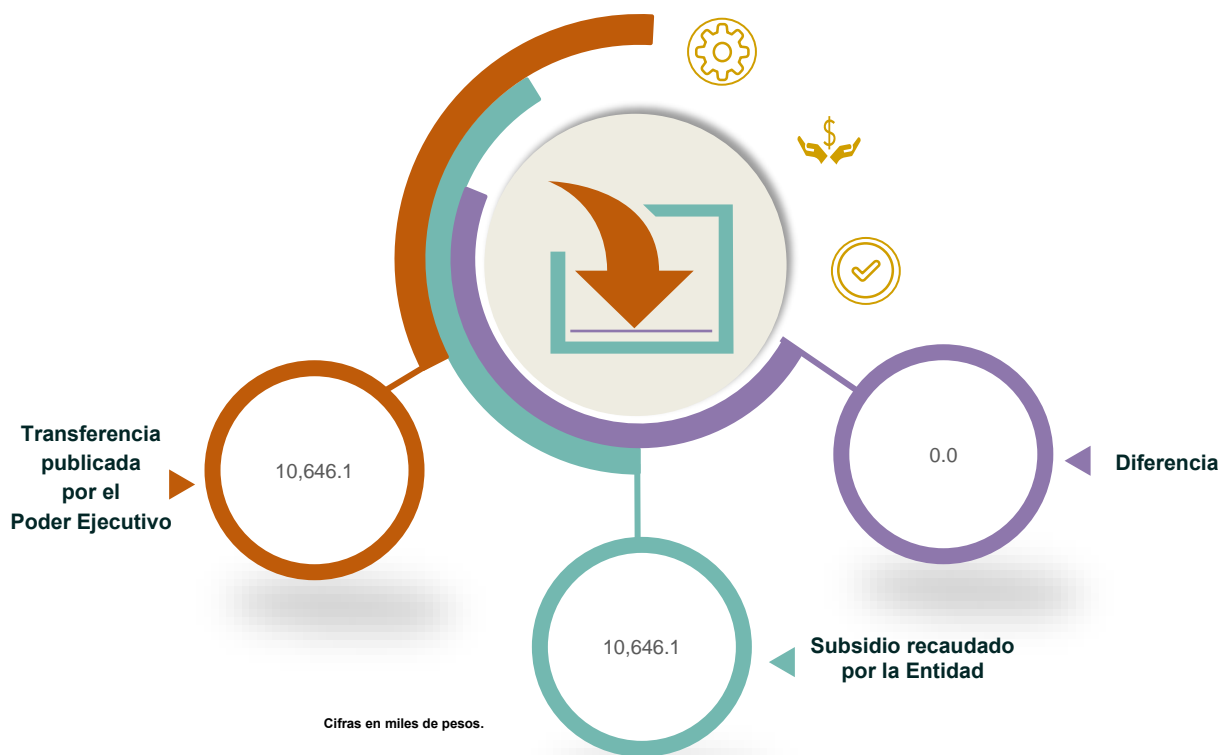 Transferencia
publicada
por el
Poder Ejecutivo
10,646.1
10,646.1
Subsidio recaudado
por la Entidad
0.0
Diferencia
Cifras en miles de pesos.
$